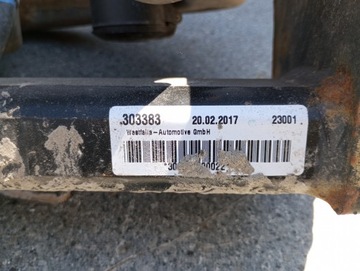 303383 20.02.2017 23001
Westfalia-Automotive GmbH